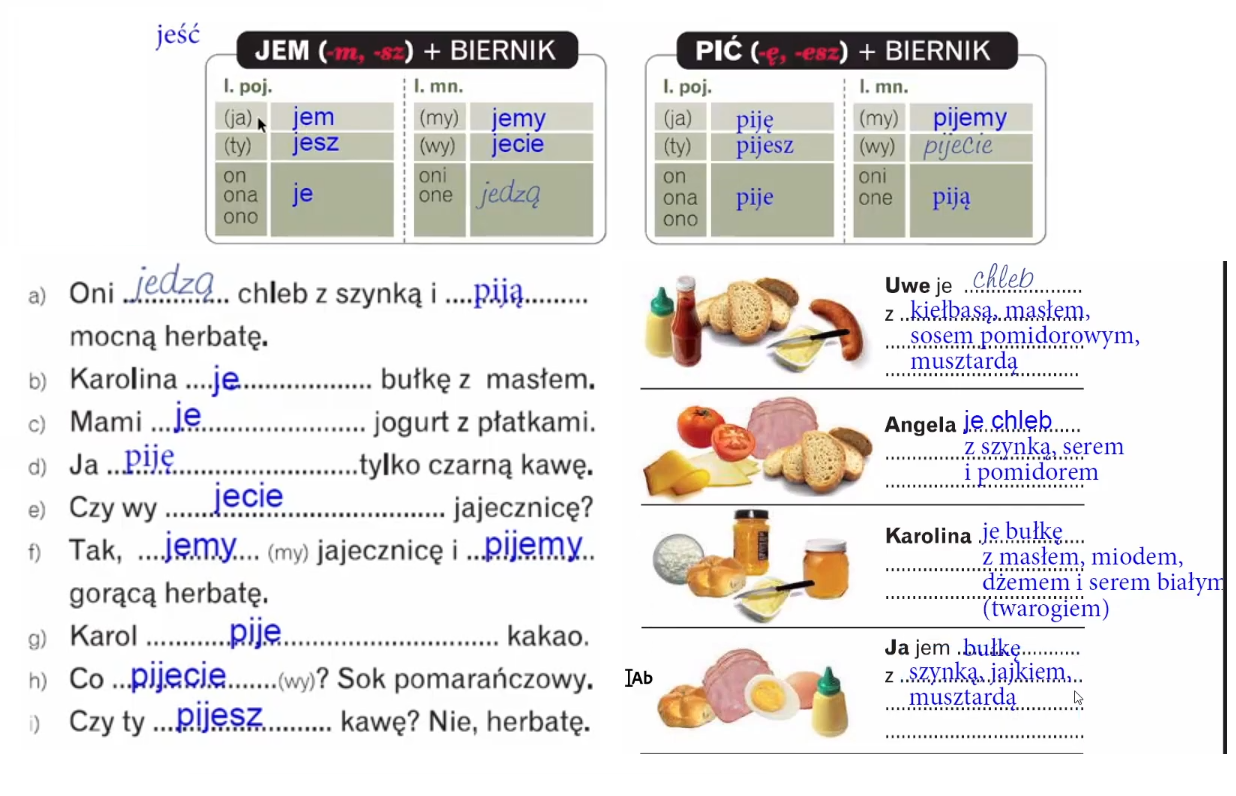 jeść
JEM (-m, -sz) + BIERNIK
l. poj. l. mn.
(ja) jem (my) jemy
(ty) jesz (wy) jecie
on oni
ona je one jedzą
ono
PIĆ (-ę, -esz) + BIERNIK
l. poj. l. mn.
(ja) piję (my) pijemy
(ty) pijesz (wy) pijecie
on oni
ona pije one piją
ono
a) Oni jedzą chleb z szynką i piją
mocną herbatę.
b) Karolina je bułkę z masłem.
c) Mami je jogurt z płatkami.
d) Ja piję tylko czarną kawę.
e) Czy wy jecie jajecznicę?
f) Tak, jemy (my) jajecznicę i pijemy
gorącą herbatę.
g) Karol pije kakao.
h) Co pijecie (wy)? Sok pomarańczowy.
i) Czy ty pijesz kawę? Nie, herbatę.
Uwe je chleb
z kiełbasą, masłem,
sosem pomidorowym,
musztardą
Angela je chleb
z szynką, serem
i pomidorem
Karolina je bułkę
z masłem, miodem,
dżemem i serem białym
(twarogiem)
Ja jem bułkę
z szynką, jajkiem,
musztardą
Ab